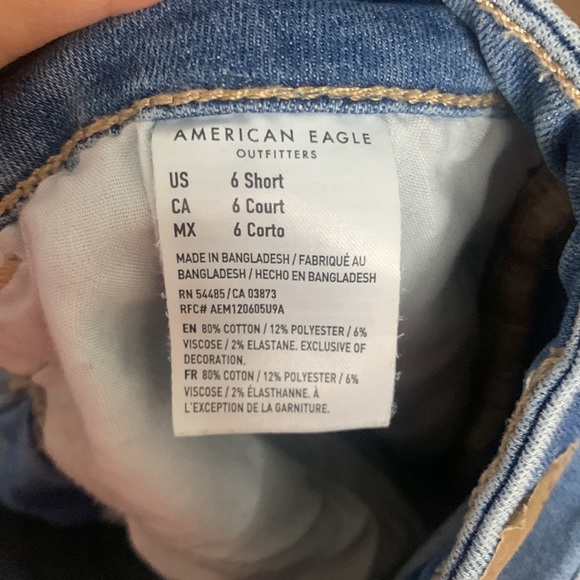 AMERICAN EAGLE
OUTFITTERS
US 6 Short
CA 6 Court
MX 6 Corto
MADE IN BANGLADESH / FABRIQUÉ AU
BANGLADESH / HECHO EN BANGLADESH
RN 54485 / CA 03873
RFC# AEM120605U9A
EN 80% COTTON / 12% POLYESTER / 6%
VISCOSE / 2% ELASTANE. EXCLUSIVE OF
DECORATION.
FR 80% COTON / 12% POLYESTER / 6%
VISCOSE / 2% ÉLASTHANNE. À
L'EXCEPTION DE LA GARNITURE.